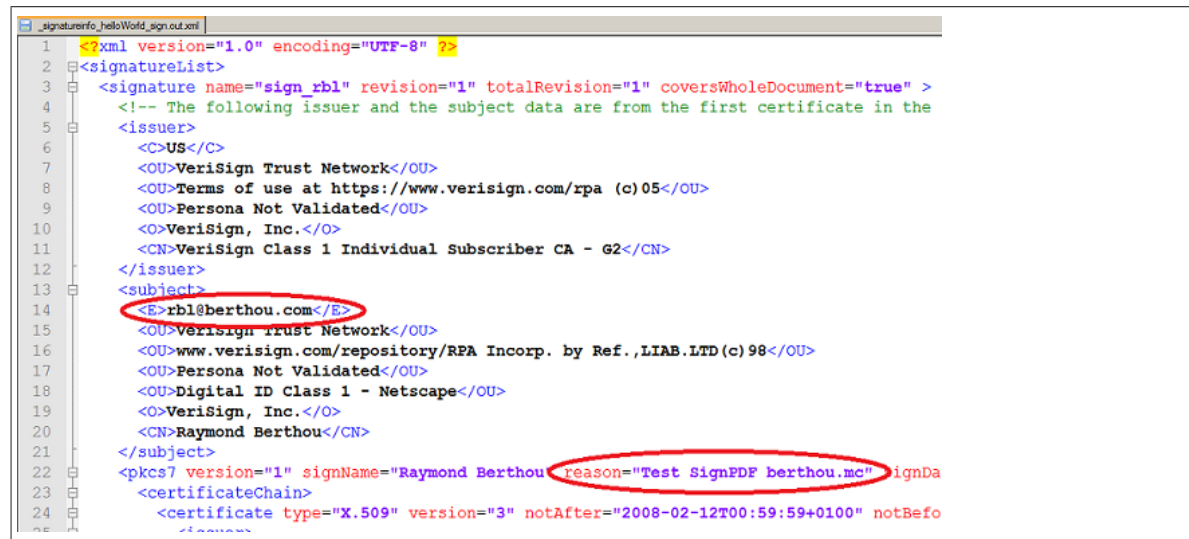 _signatureinfo_helloWorld_sign.out.xml
1 <?xml version="1.0" encoding="UTF-8" ?>
2 <signatureList>
3 <signature name="sign_rbl" revision="1" totalRevision="1" coversWholeDocument="true" >
4 <!-- The following issuer and the subject data are from the first certificate in the
5 <issuer>
6 <C>US</C>
7 <OU>VeriSign Trust Network</OU>
8 <OU>Terms of use at https://www.verisign.com/rpa (c)05</OU>
9 <OU>Persona Not Validated</OU>
10 <O>VeriSign, Inc.</O>
11 <CN>VeriSign Class 1 Individual Subscriber CA - G2</CN>
12 </issuer>
13 <subject>
14 <E>rbl@berthou.com</E>
15 <OU>VeriSign Trust Network</OU>
16 <OU>www.verisign.com/repository/RPA Incorp. by Ref.,LIAB.LTD(c)98</OU>
17 <OU>Persona Not Validated</OU>
18 <OU>Digital ID Class 1 - Netscape</OU>
19 <O>VeriSign, Inc.</O>
20 <CN>Raymond Berthou</CN>
21 </subject>
22 <pkcs7 version="1" signName="Raymond Berthou" reason="Test SignPDF berthou.mc" signDa
23 <certificateChain>
24 <certificate type="X.509" version="3" notAfter="2008-02-12T00:59:59+0100" notBefo
25 <issuer>